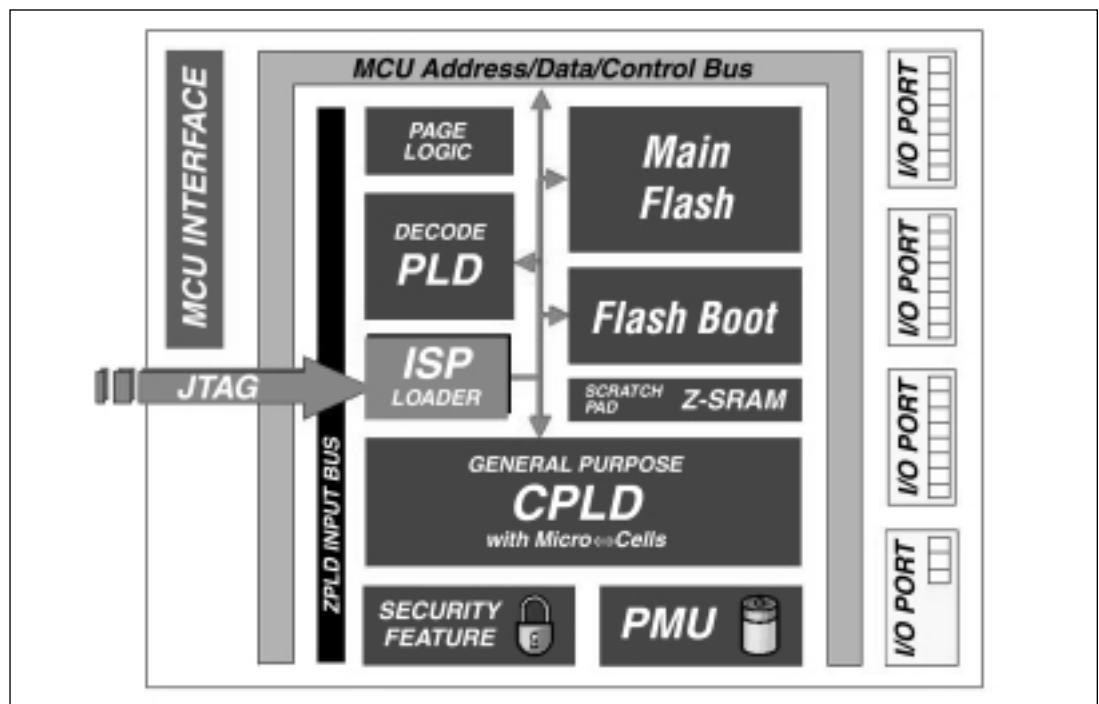 MCU INTERFACE
MCU Address/Data/Control Bus
PAGE
LOGIC
DECODE
PLD
ISP
LOADER
JTAG
ZPLD INPUT BUS
Main
Flash
Flash Boot
SCRATCH
PAD
Z-SRAM
GENERAL PURPOSE
CPLD
with Micro⇔Cells
SECURITY
FEATURE
PMU
I/O PORT
I/O PORT
I/O PORT
I/O PORT